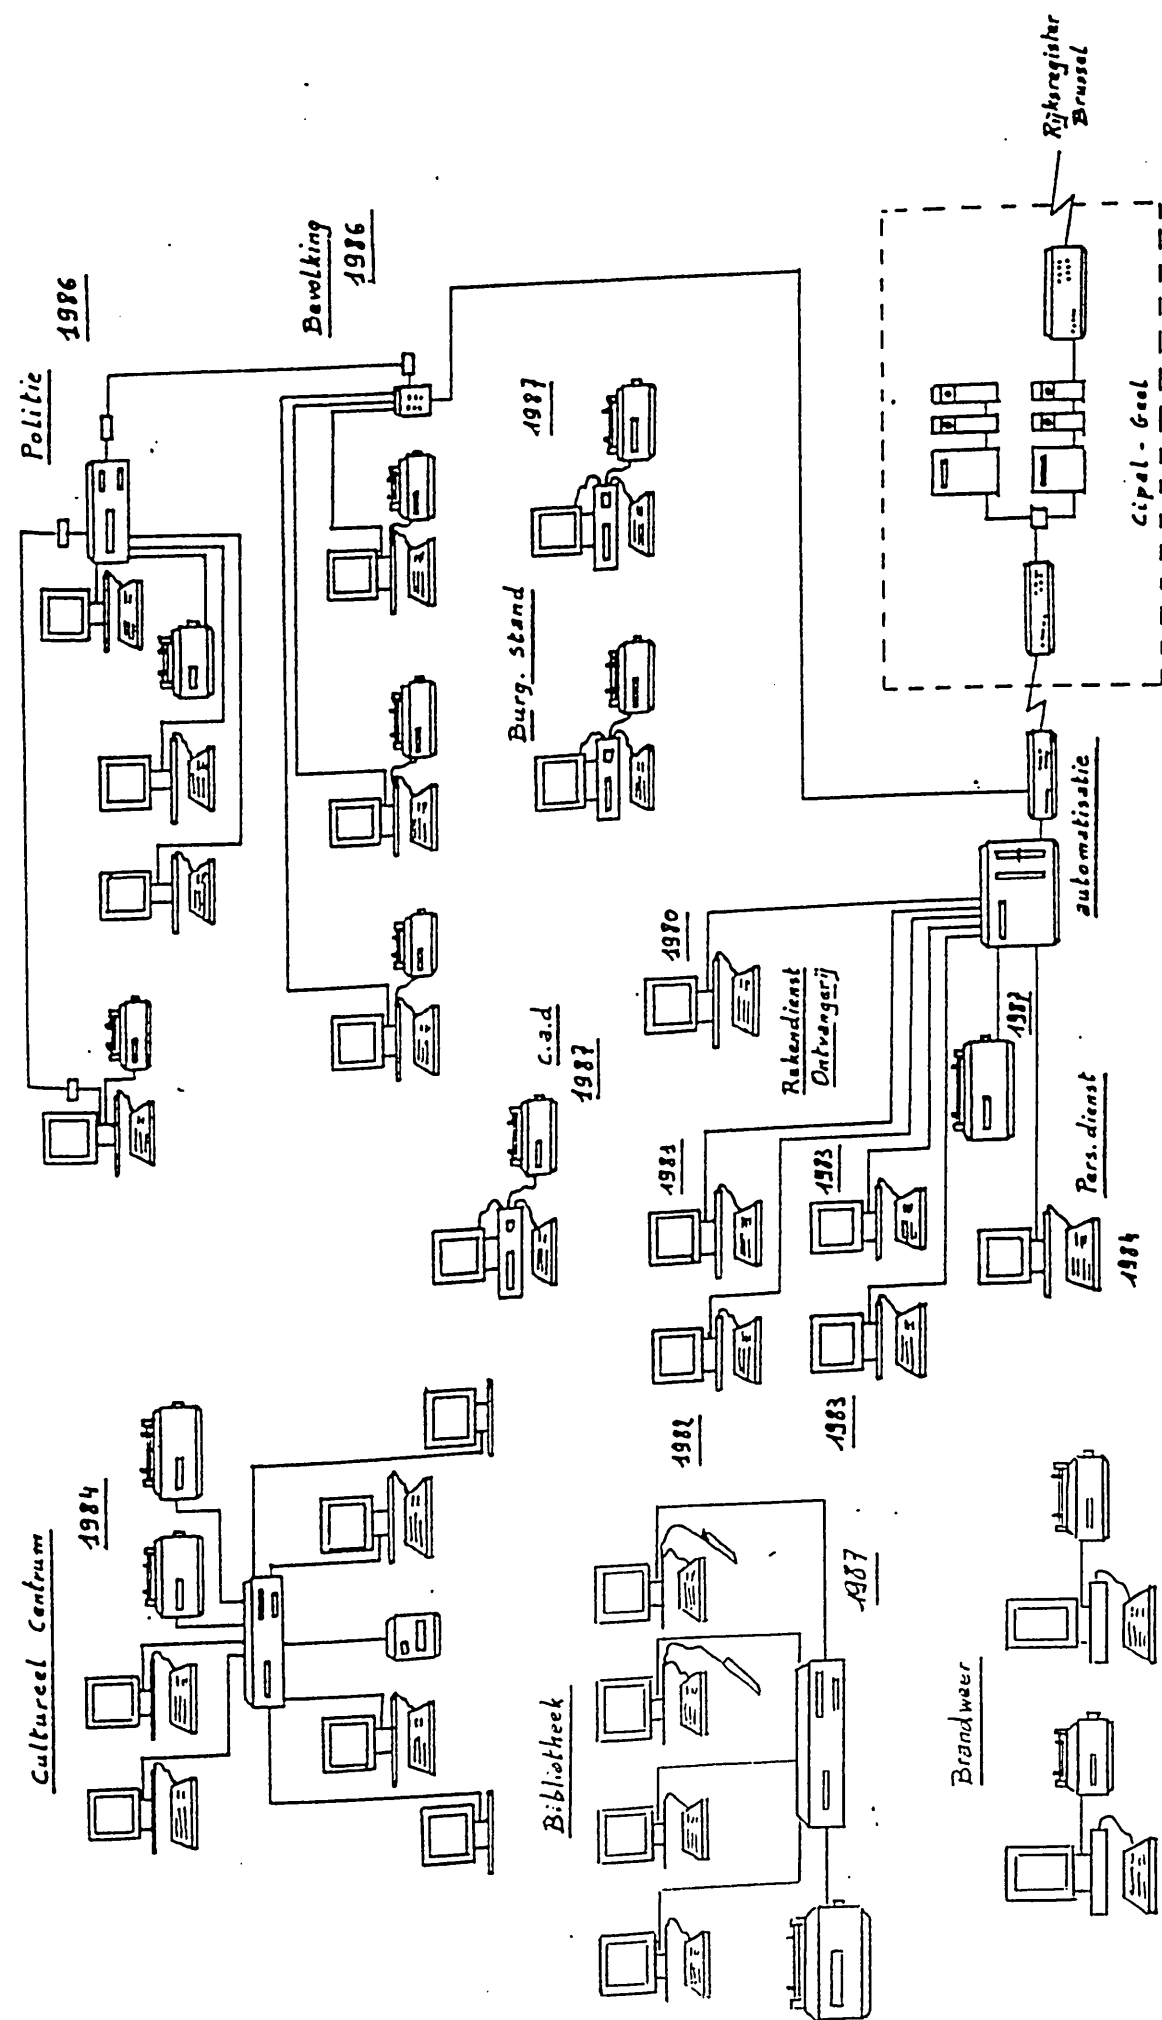 Cultureel Centrum
1984
Politie
1986
Bevolking
1986
c.a.d
1987
Burg. stand
1987
Bibliotheek
1987
1982
1981
1980
Rekendienst
Ontvangerij
1983
1983
1987
Brandweer
1984
Pers. dienst
automatisatie
Cipal - Geel
Rijksregister
Brussel